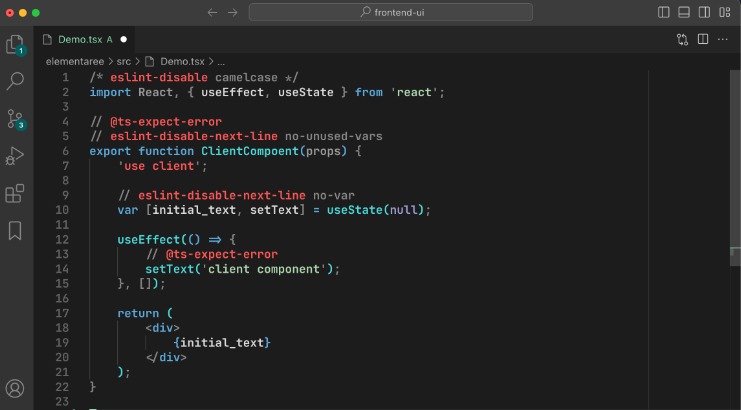 frontend-ui
Demo.tsx A
elementaree > src > Demo.tsx > ...
1 /* eslint-disable camelcase */
2 import React, { useEffect, useState } from 'react';
3
4 // @ts-expect-error
5 // eslint-disable-next-line no-unused-vars
6 export function ClientCompoent(props) {
7 'use client';
8
9 // eslint-disable-next-line no-var
10 var [initial_text, setText] = useState(null);
11
12 useEffect(() => {
13 // @ts-expect-error
14 setText('client component');
15 }, []);
16
17 return (
18 <div>
19 {initial_text}
20 </div>
21 );
22 }
23
1
3